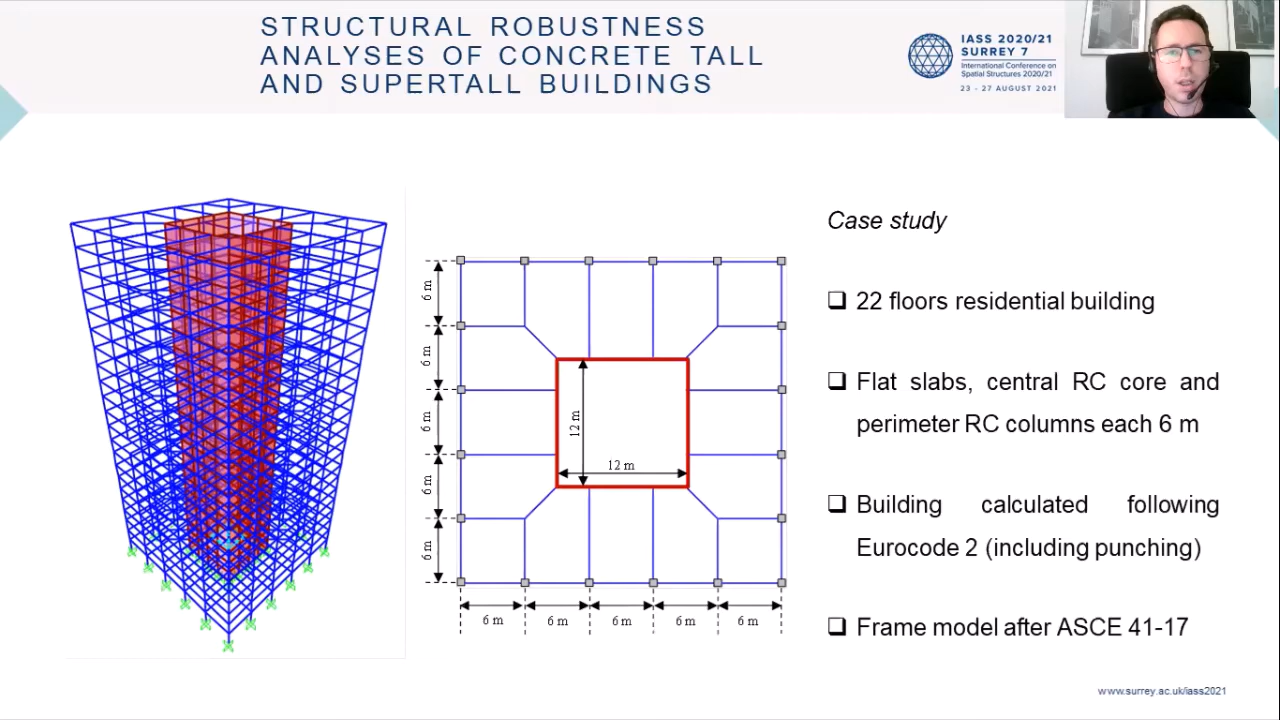 STRUCTURAL ROBUSTNESS
ANALYSES OF CONCRETE TALL
AND SUPERTALL BUILDINGS
IASS 2020/21
SURREY 7
International Conference on
Spatial Structures 2020/21
23 - 27 AUGUST 2021
Case study
22 floors residential building
Flat slabs, central RC core and
perimeter RC columns each 6 m
Building calculated following
Eurocode 2 (including punching)
Frame model after ASCE 41-17
6 m
6 m
6 m
6 m
6 m
12 m
12 m
6 m
6 m
6 m
6 m
6 m
www.surrey.ac.uk/iass2021